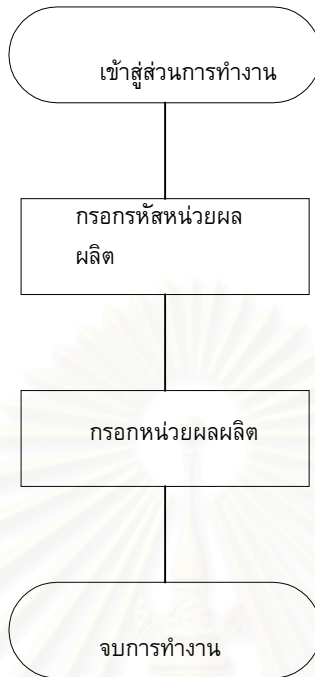 เข้าสู่ส่วนการทำงาน
กรอกรหัสหน่วยผล
ผลิต
กรอกหน่วยผลผลิต
จบการทำงาน